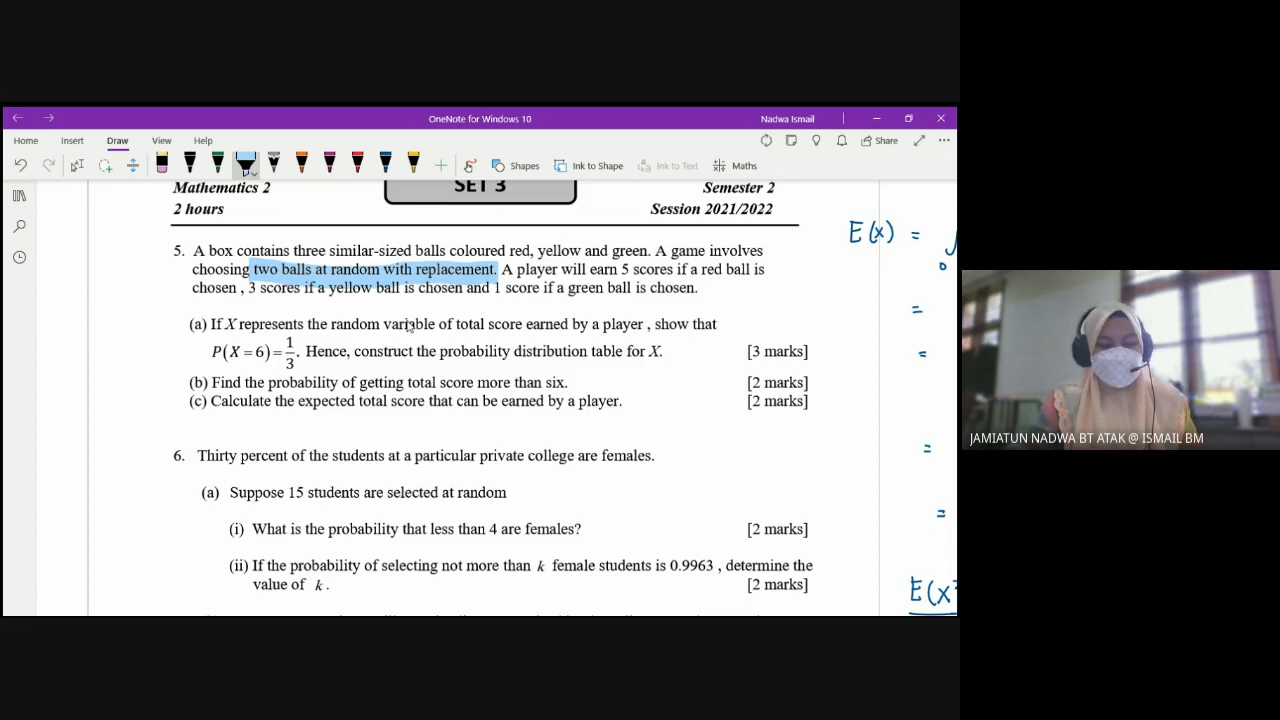 OneNote for Windows 10
Nadwa Ismail
Home Insert Draw View Help
Share
Shapes Ink to Shape Ink to Text Maths
Mathematics 2 SET 3 Semester 2
2 hours Session 2021/2022
5. A box contains three similar-sized balls coloured red, yellow and green. A game involves
choosing two balls at random with replacement. A player will earn 5 scores if a red ball is
chosen , 3 scores if a yellow ball is chosen and 1 score if a green ball is chosen.
(a) If X represents the random variable of total score earned by a player , show that
P(X = 6) = 1/3. Hence, construct the probability distribution table for X. [3 marks]
(b) Find the probability of getting total score more than six. [2 marks]
(c) Calculate the expected total score that can be earned by a player. [2 marks]
6. Thirty percent of the students at a particular private college are females.
(a) Suppose 15 students are selected at random
(i) What is the probability that less than 4 are females? [2 marks]
(ii) If the probability of selecting not more than k female students is 0.9963 , determine the
value of k . [2 marks]
E(x) =
0
=
=
=
=
E(X
JAMIATUN NADWA BT ATAK @ ISMAIL BM